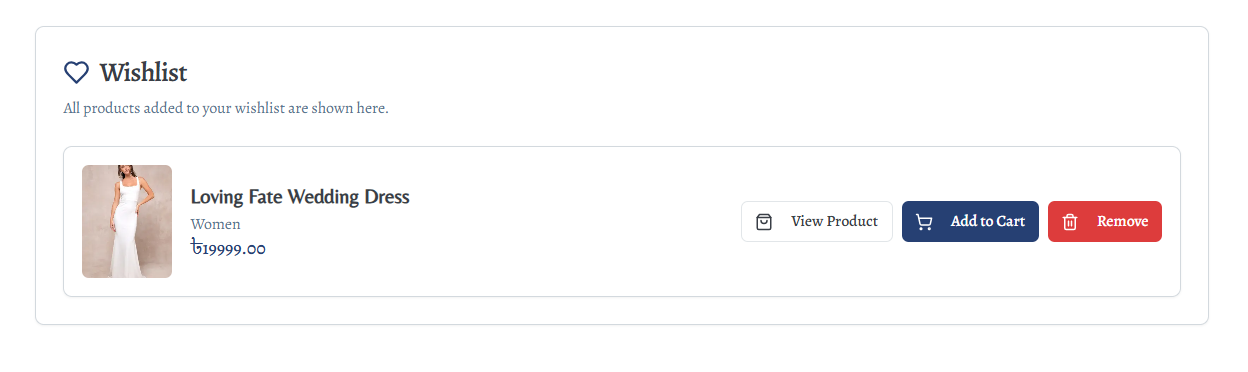 Wishlist
All products added to your wishlist are shown here.
Loving Fate Wedding Dress
Women
৳19999.00
View Product
Add to Cart
Remove